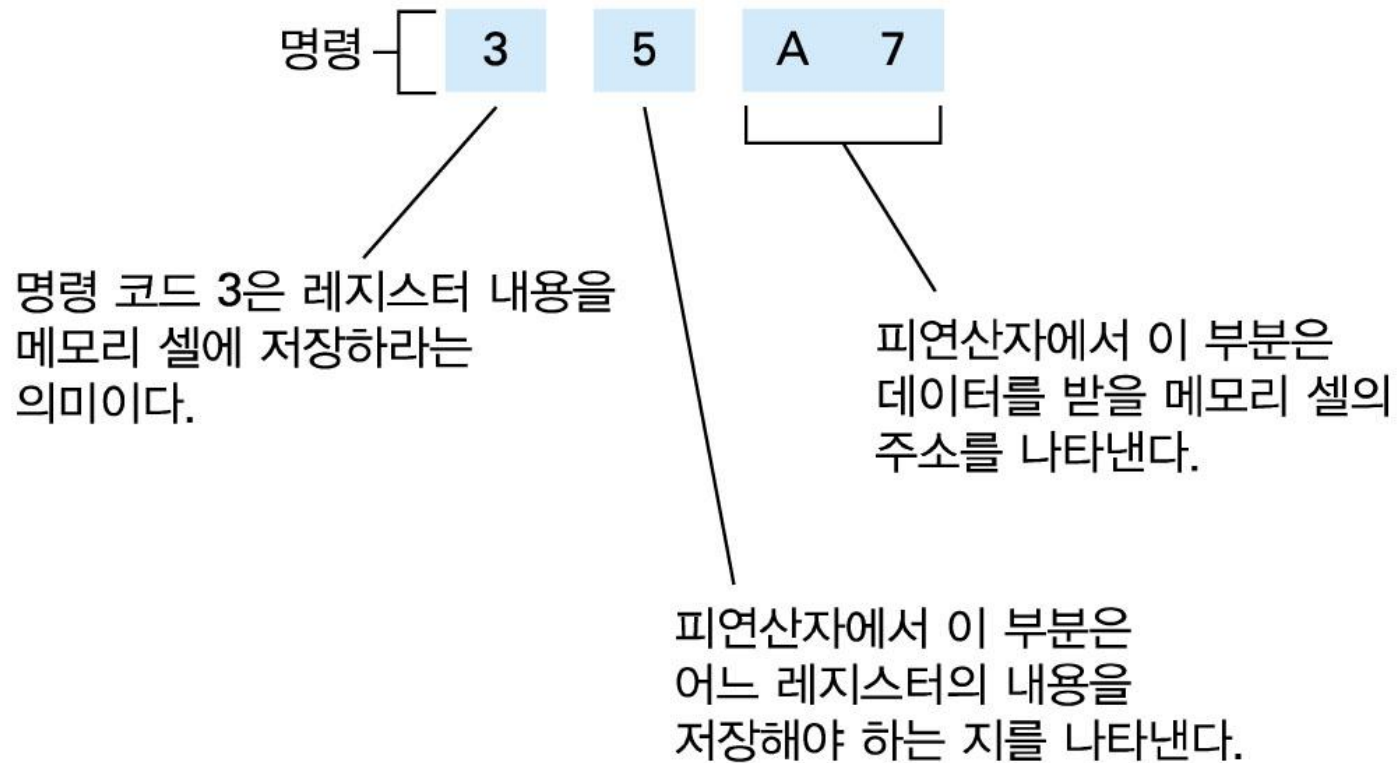 명령 3 5 A 7
명령 코드 3은 레지스터 내용을
메모리 셀에 저장하라는
의미이다.
피연산자에서 이 부분은
데이터를 받을 메모리 셀의
주소를 나타낸다.
피연산자에서 이 부분은
어느 레지스터의 내용을
저장해야 하는 지를 나타낸다.